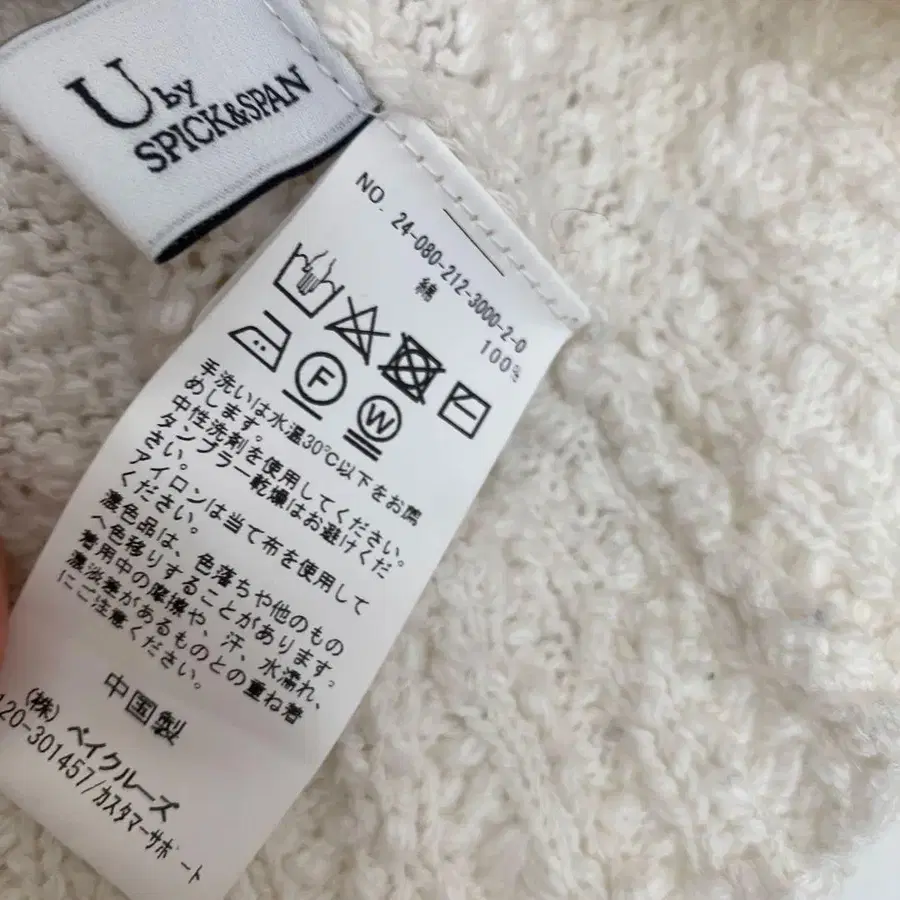 U by
SPICK&SPAN
NO. 24-080-212-3000-2-0
綿 100%
F
W
手洗いは水温30℃以下をお薦
めします。
中性洗剤を使用してください。
タンブラー乾燥はお避けくだ
さい。
アイロンは当て布を使用して
ください。
濃色品は、色落ちや他のもの
へ色移りすることがあります。
着用中の摩擦や、汗、水濡れ、
濃淡差があるものとの重ね着
にご注意ください。
中国製
(株) ベイクルーズ
20-301457/カスタマーサポート